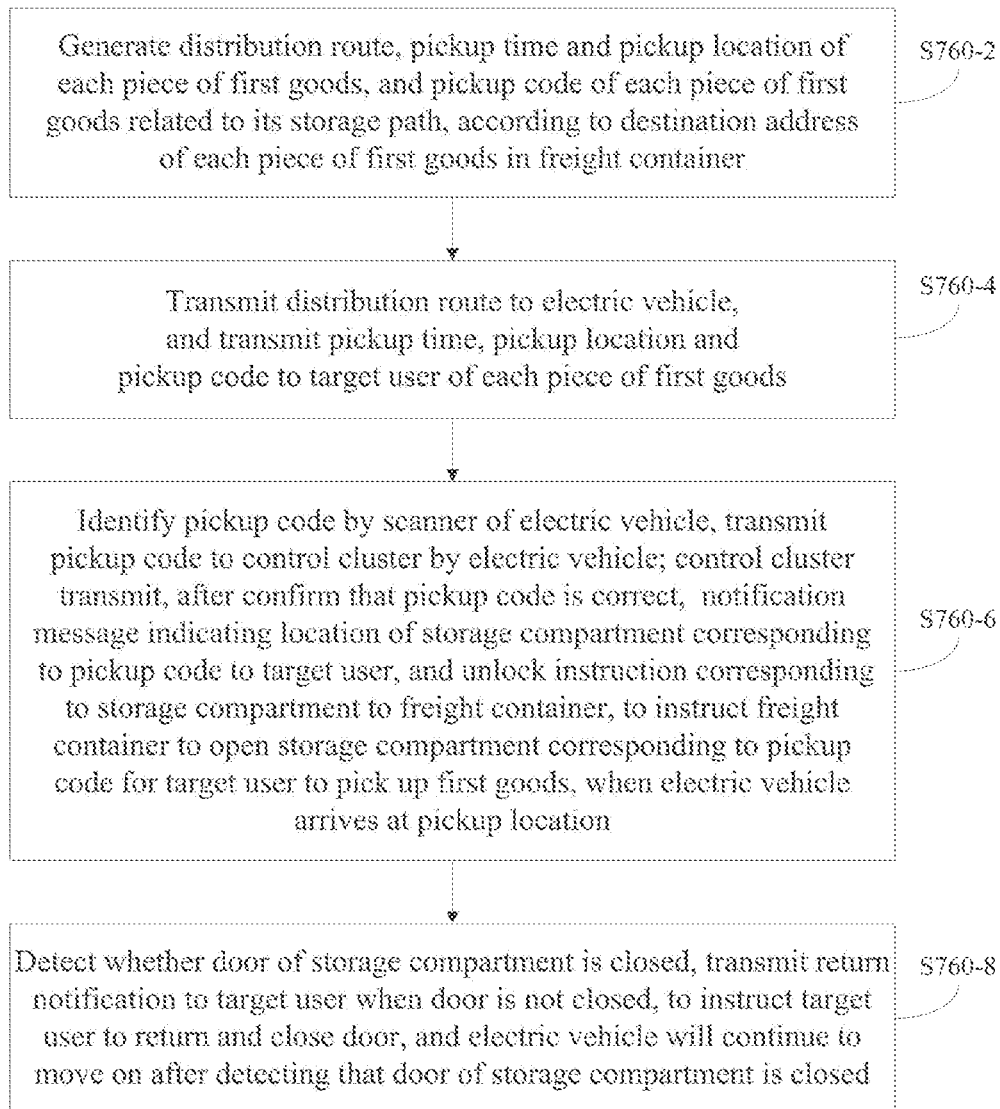 Generate distribution route, pickup time and pickup location of
each piece of first goods, and pickup code of each piece of first
goods related to its storage path, according to destination address
of each piece of first goods in freight container
S760-2
Transmit distribution route to electric vehicle,
and transmit pickup time, pickup location and
pickup code to target user of each piece of first goods
S760-4
Identify pickup code by scanner of electric vehicle, transmit
pickup code to control cluster by electric vehicle; control cluster
transmit, after confirm that pickup code is correct, notification
message indicating location of storage compartment corresponding
to pickup code to target user, and unlock instruction corresponding
to storage compartment to freight container, to instruct freight
container to open storage compartment corresponding to pickup
code for target user to pick up first goods, when electric vehicle
arrives at pickup location
S760-6
Detect whether door of storage compartment is closed, transmit return
notification to target user when door is not closed, to instruct target
user to return and close door, and electric vehicle will continue to
move on after detecting that door of storage compartment is closed
S760-8